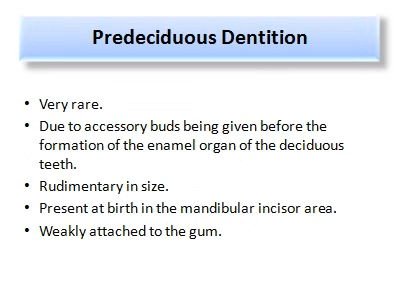 Predeciduous Dentition
• Very rare.
• Due to accessory buds being given before the
formation of the enamel organ of the deciduous
teeth.
• Rudimentary in size.
• Present at birth in the mandibular incisor area.
• Weakly attached to the gum.